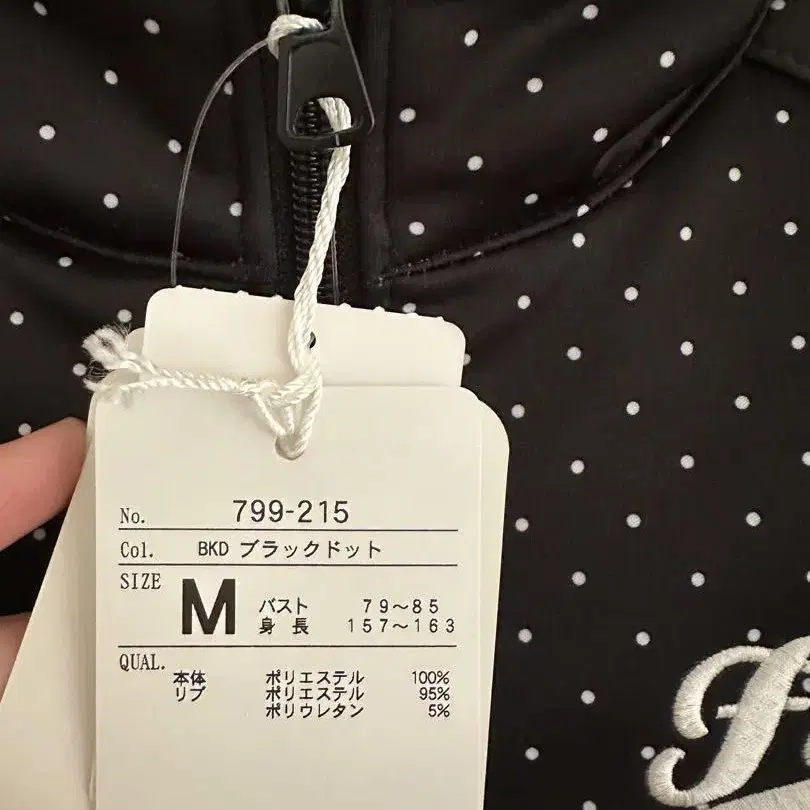 No. 799-215
Col. BKD ブラックドット
SIZE M バスト 79～85
身長 157～163
QUAL.
本体 ポリエステル 100%
リブ ポリエステル 95%
ポリウレタン 5%